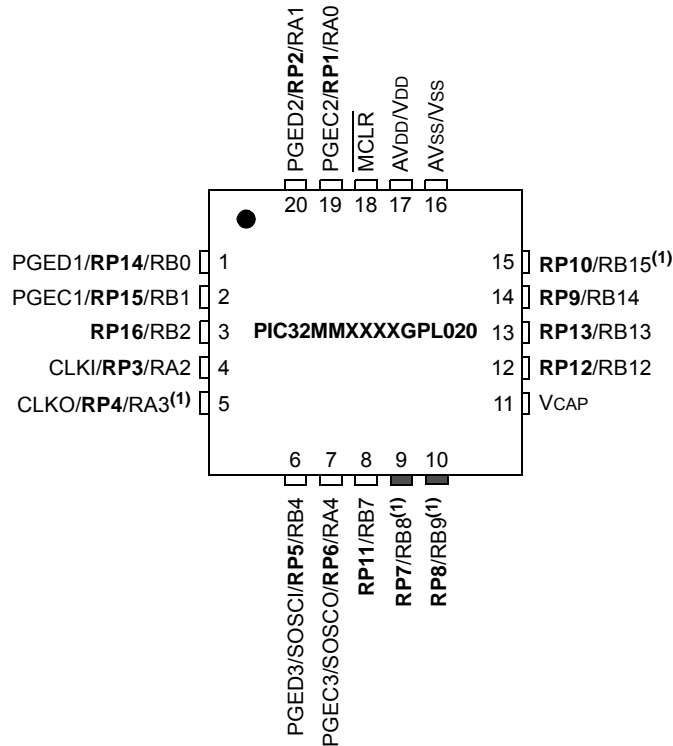 PGED2/RP2/RA1
PGEC2/RP1/RA0
MCLR
AVDD/VDD
AVSS/VSS
20 19 18 17 16
PGED1/RP14/RB0 1
PGEC1/RP15/RB1 2
RP16/RB2 3
CLKI/RP3/RA2 4
CLKO/RP4/RA3(1) 5
PIC32MMXXXXGPL020
15 RP10/RB15(1)
14 RP9/RB14
13 RP13/RB13
12 RP12/RB12
11 VCAP
6 7 8 9 10
PGED3/SOSCI/RP5/RB4
PGEC3/SOSCO/RP6/RA4
RP11/RB7
RP7/RB8(1)
RP8/RB9(1)